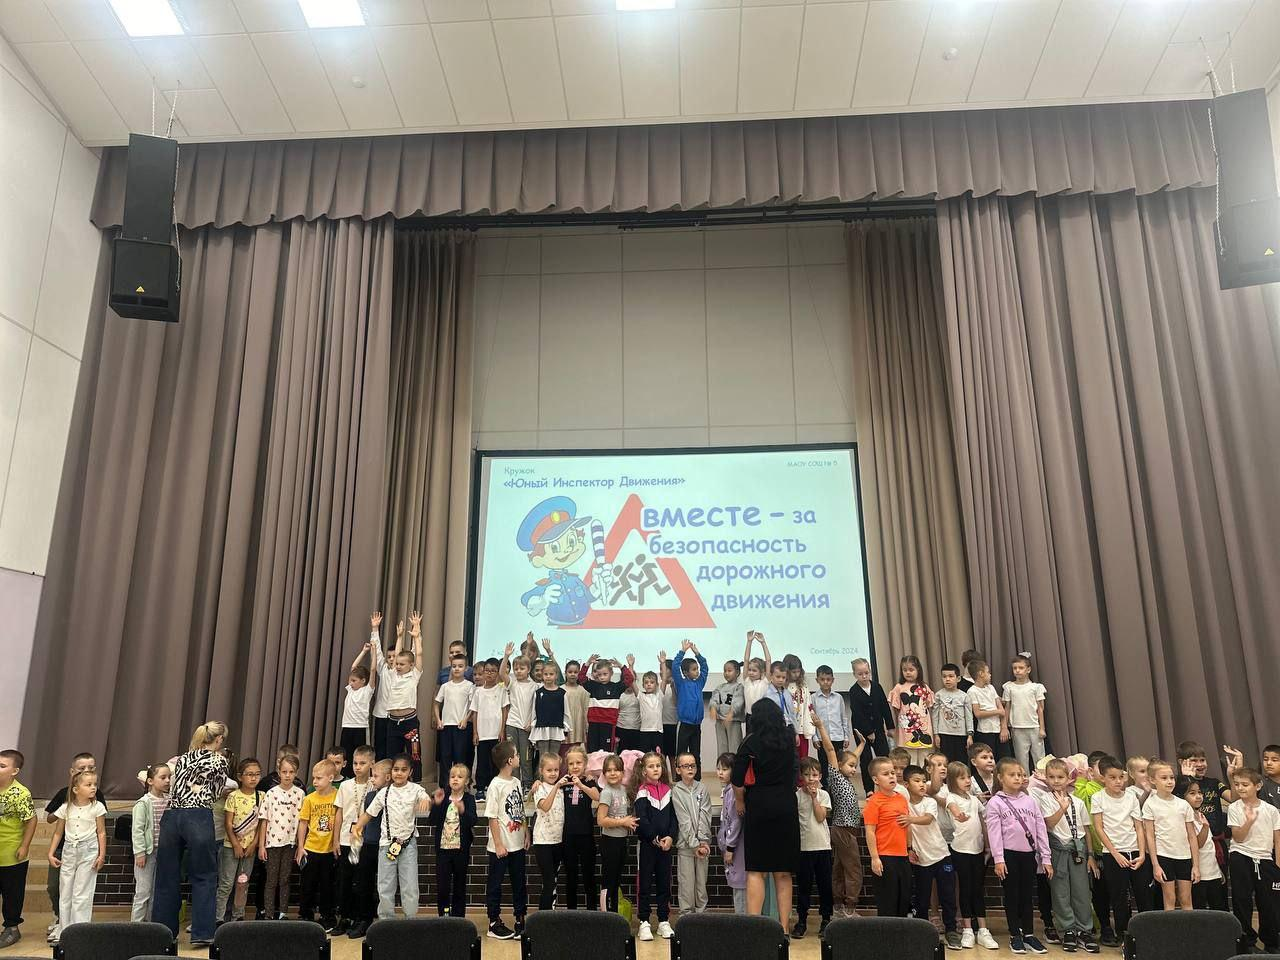 Кружок
«Юный Инспектор Движения»
МАОУ СОШ № 5
вместе – за
безопасность
дорожного
движения
Сентябрь 2024